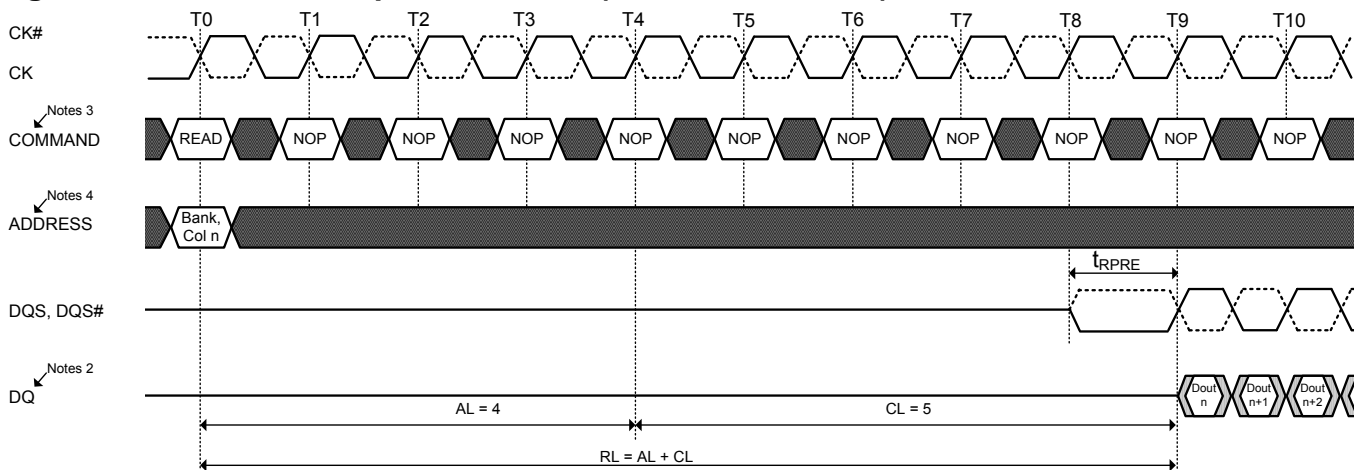 T0 T1 T2 T3 T4 T5 T6 T7 T8 T9 T10
CK#
CK
Notes 3
COMMAND
READ NOP NOP NOP NOP NOP NOP NOP NOP NOP NOP
Notes 4
ADDRESS
Bank,
Col n
tRPRE
DQS, DQS#
Notes 2
DQ
Dout
n
Dout
n+1
Dout
n+2
AL = 4
CL = 5
RL = AL + CL